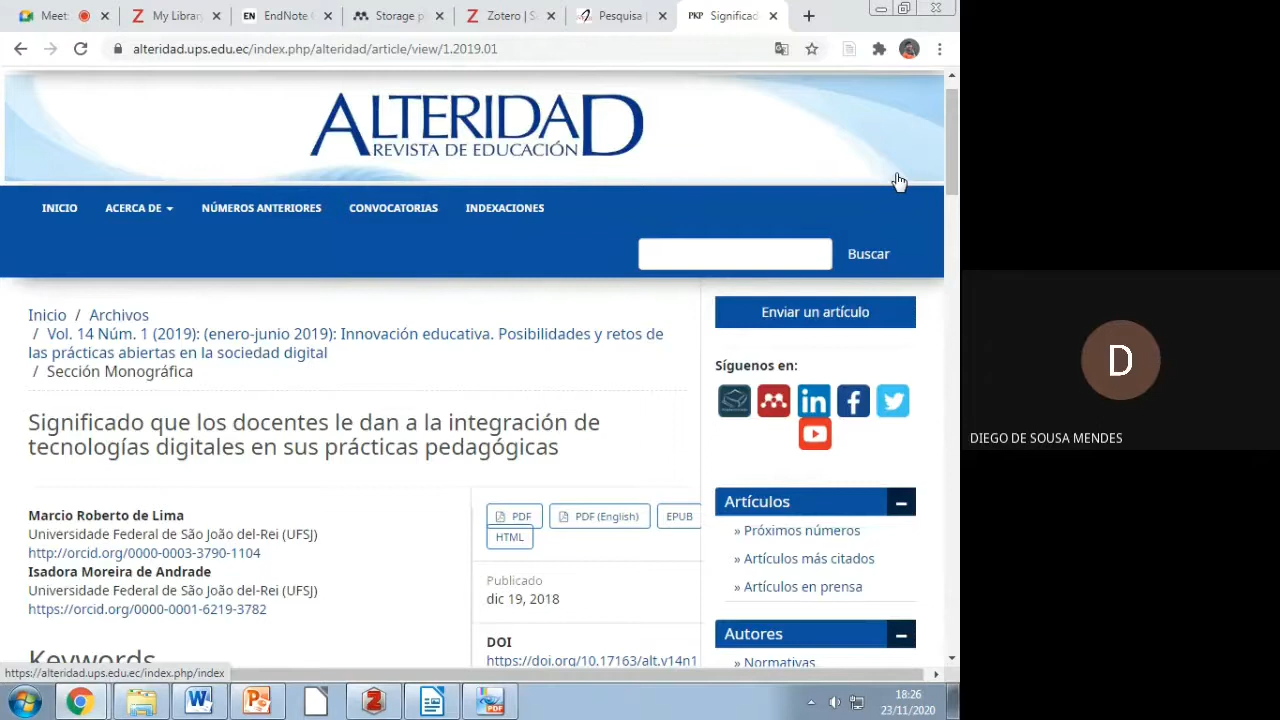 Meet:
My Library
EndNote
Storage p
Zotero | S
Pesquisa
PKP Significad
alteridad.ups.edu.ec/index.php/alteridad/article/view/1.2019.01
ALTERIDAD
REVISTA DE EDUCACIÓN
INICIO
ACERCA DE
NÚMEROS ANTERIORES
CONVOCATORIAS
INDEXACIONES
Buscar
Inicio / Archivos
/ Vol. 14 Núm. 1 (2019): (enero-junio 2019): Innovación educativa. Posibilidades y retos de
las prácticas abiertas en la sociedad digital
/ Sección Monográfica
Significado que los docentes le dan a la integración de
tecnologías digitales en sus prácticas pedagógicas
Marcio Roberto de Lima
Universidade Federal de São João del-Rei (UFSJ)
http://orcid.org/0000-0003-3790-1104
Isadora Moreira de Andrade
Universidade Federal de São João del-Rei (UFSJ)
https://orcid.org/0000-0001-6219-3782
Keywords
PDF
PDF (English)
EPUB
HTML
Publicado
dic 19, 2018
DOI
https://doi.org/10.17163/alt.v14n1
Enviar un artículo
Síguenos en:
Artículos
» Próximos números
» Artículos más citados
» Artículos en prensa
Autores
» Normativas
https://alteridad.ups.edu.ec/index.php/index
18:26
23/11/2020
D
DIEGO DE SOUSA MENDES